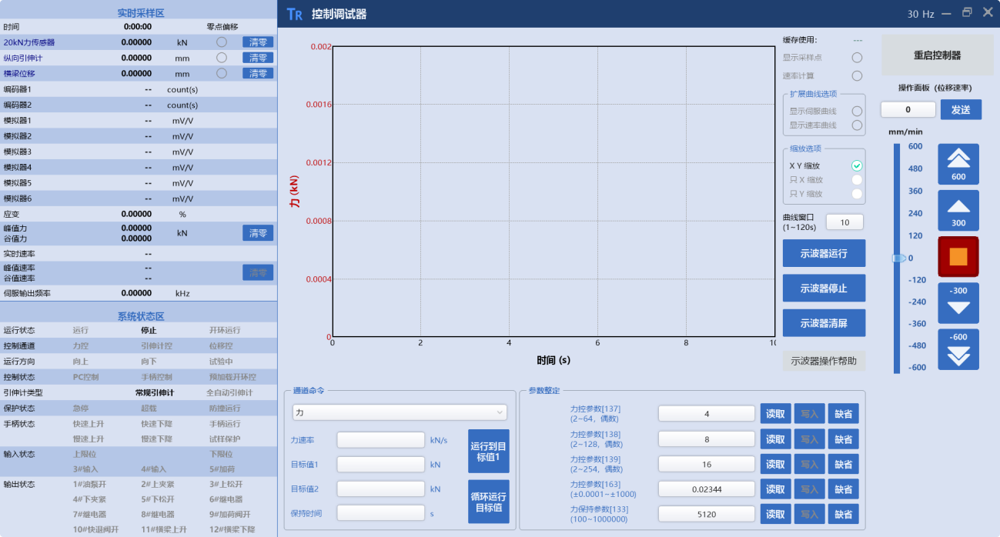 实时采样区
时间 0:00:00 零点偏移
20kN力传感器 0.00000 kN 清零
纵向引伸计 0.00000 mm 清零
横梁位移 0.00000 mm 清零
编码器1 -- count(s)
编码器2 -- count(s)
模拟器1 -- mV/V
模拟器2 -- mV/V
模拟器3 -- mV/V
模拟器4 -- mV/V
模拟器5 -- mV/V
模拟器6 -- mV/V
应变 0.00000 %
峰值力 0.00000 kN 清零
谷值力 0.00000
实时速率 --
峰值速率 -- 清零
谷值速率 --
伺服输出频率 0.00000 kHz
系统状态区
运行状态 运行 停止 开环运行
控制通道 力控 引伸计控 位移控
运行方向 向上 向下 试验中
控制状态 PC控制 手柄控制 预加载开环控
引伸计类型 常规引伸计 全自动引伸计
保护状态 急停 超载 防撞运行
手柄状态 快速上升 快速下降 手柄运行
慢速上升 慢速下降 试样保护
输入状态 上限位 下限位
3#输入 4#输入 5#加荷
输出状态 1#油泵开 2#上夹紧 3#上松开
4#下夹紧 5#下松开 6#继电器
7#继电器 8#继电器 9#加荷阀开
10#快退阀开 11#横梁上升 12#横梁下降
TR 控制调试器 30 Hz
力 (kN)
0.002
0.0016
0.0012
0.0008
0.0004
0
0 2 4 6 8 10
时间 (s)
缓存使用: ---
显示采样点
速率计算
扩展曲线选项
显示伺服曲线
显示速率曲线
缩放选项
X Y 缩放
只 X 缩放
只 Y 缩放
曲线窗口
(1~120s) 10
示波器运行
示波器停止
示波器清屏
示波器操作帮助
重启控制器
操作面板 (位移速率)
0 发送
mm/min
600
480
360
240
120
0
-120
-240
-360
-480
-600
600
300
-300
-600
通道命令
力
力速率 kN/s
目标值1 kN
目标值2 kN
保持时间 s
运行到目
标值1
循环运行
目标值
参数整定
力控参数[137]
(2~64, 偶数) 4 读取 写入 缺省
力控参数[138]
(2~128, 偶数) 8 读取 写入 缺省
力控参数[139]
(2~254, 偶数) 16 读取 写入 缺省
力控参数[163]
(±0.0001~±1000) 0.02344 读取 写入 缺省
力保持参数[133]
(100~1000000) 5120 读取 写入 缺省